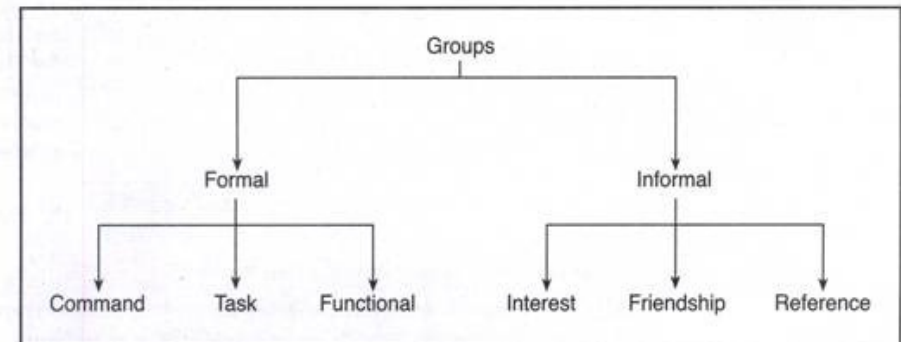 Groups
Formal Informal
Command Task Functional Interest Friendship Reference